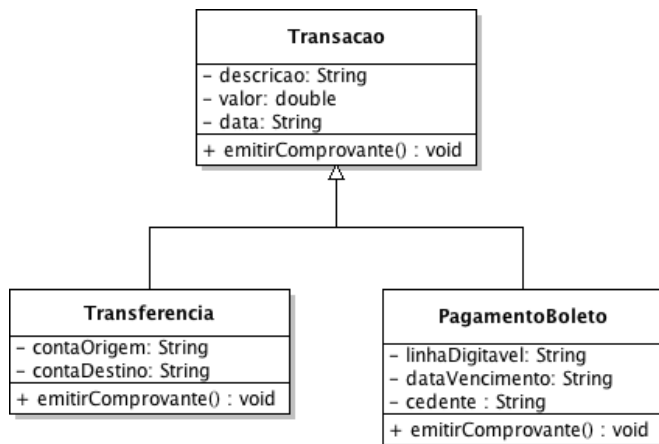 Transacao
– descricao: String
– valor: double
– data: String
+ emitirComprovante() : void
Transferencia
– contaOrigem: String
– contaDestino: String
+ emitirComprovante() : void
PagamentoBoleto
– linhaDigitavel: String
– dataVencimento: String
– cedente : String
+ emitirComprovante() : void